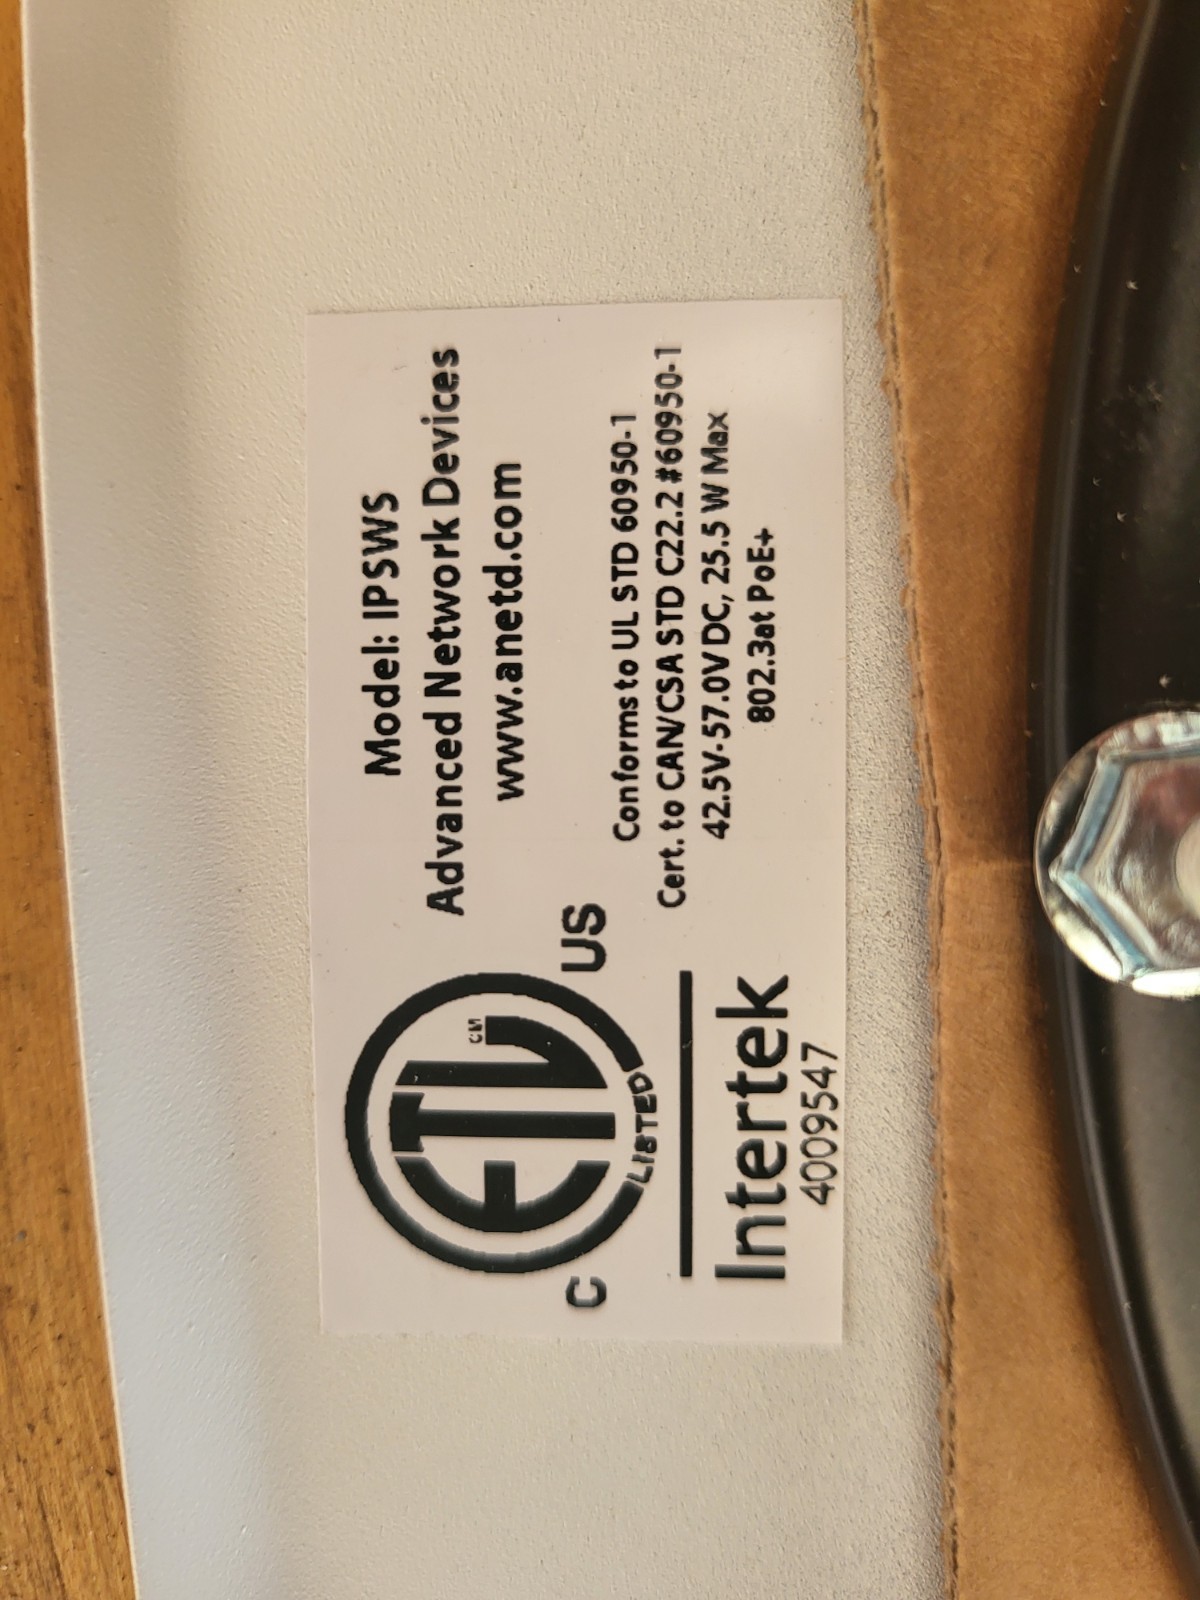 Model: IPSWS
Advanced Network Devices
www.anetd.com
Conforms to UL STD 60950-1
Cert. to CAN/CSA STD C22.2 #60950-1
42.5V-57.0V DC, 25.5 W Max
802.3at PoE+
ETL CM
LISTED
C US
Intertek
4009547